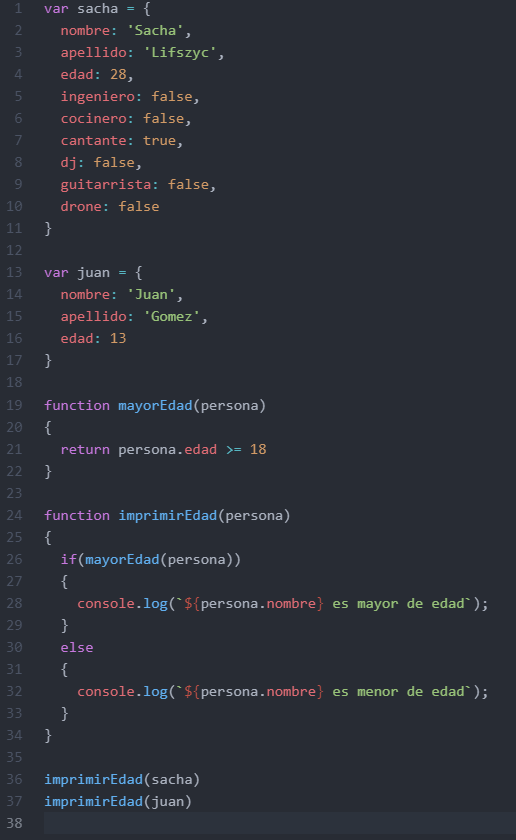 1 var sacha = {
2   nombre: 'Sacha',
3   apellido: 'Lifszyc',
4   edad: 28,
5   ingeniero: false,
6   cocinero: false,
7   cantante: true,
8   dj: false,
9   guitarrista: false,
10   drone: false
11 }
12
13 var juan = {
14   nombre: 'Juan',
15   apellido: 'Gomez',
16   edad: 13
17 }
18
19 function mayorEdad(persona)
20 {
21   return persona.edad >= 18
22 }
23
24 function imprimirEdad(persona)
25 {
26   if(mayorEdad(persona))
27   {
28     console.log(`${persona.nombre} es mayor de edad`);
29   }
30   else
31   {
32     console.log(`${persona.nombre} es menor de edad`);
33   }
34 }
35
36 imprimirEdad(sacha)
37 imprimirEdad(juan)
38